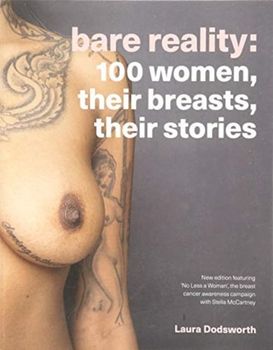 bare reality:
100 women,
their breasts,
their stories
New edition featuring
'No Less a Woman', the breast
cancer awareness campaign
with Stella McCartney
Laura Dodsworth